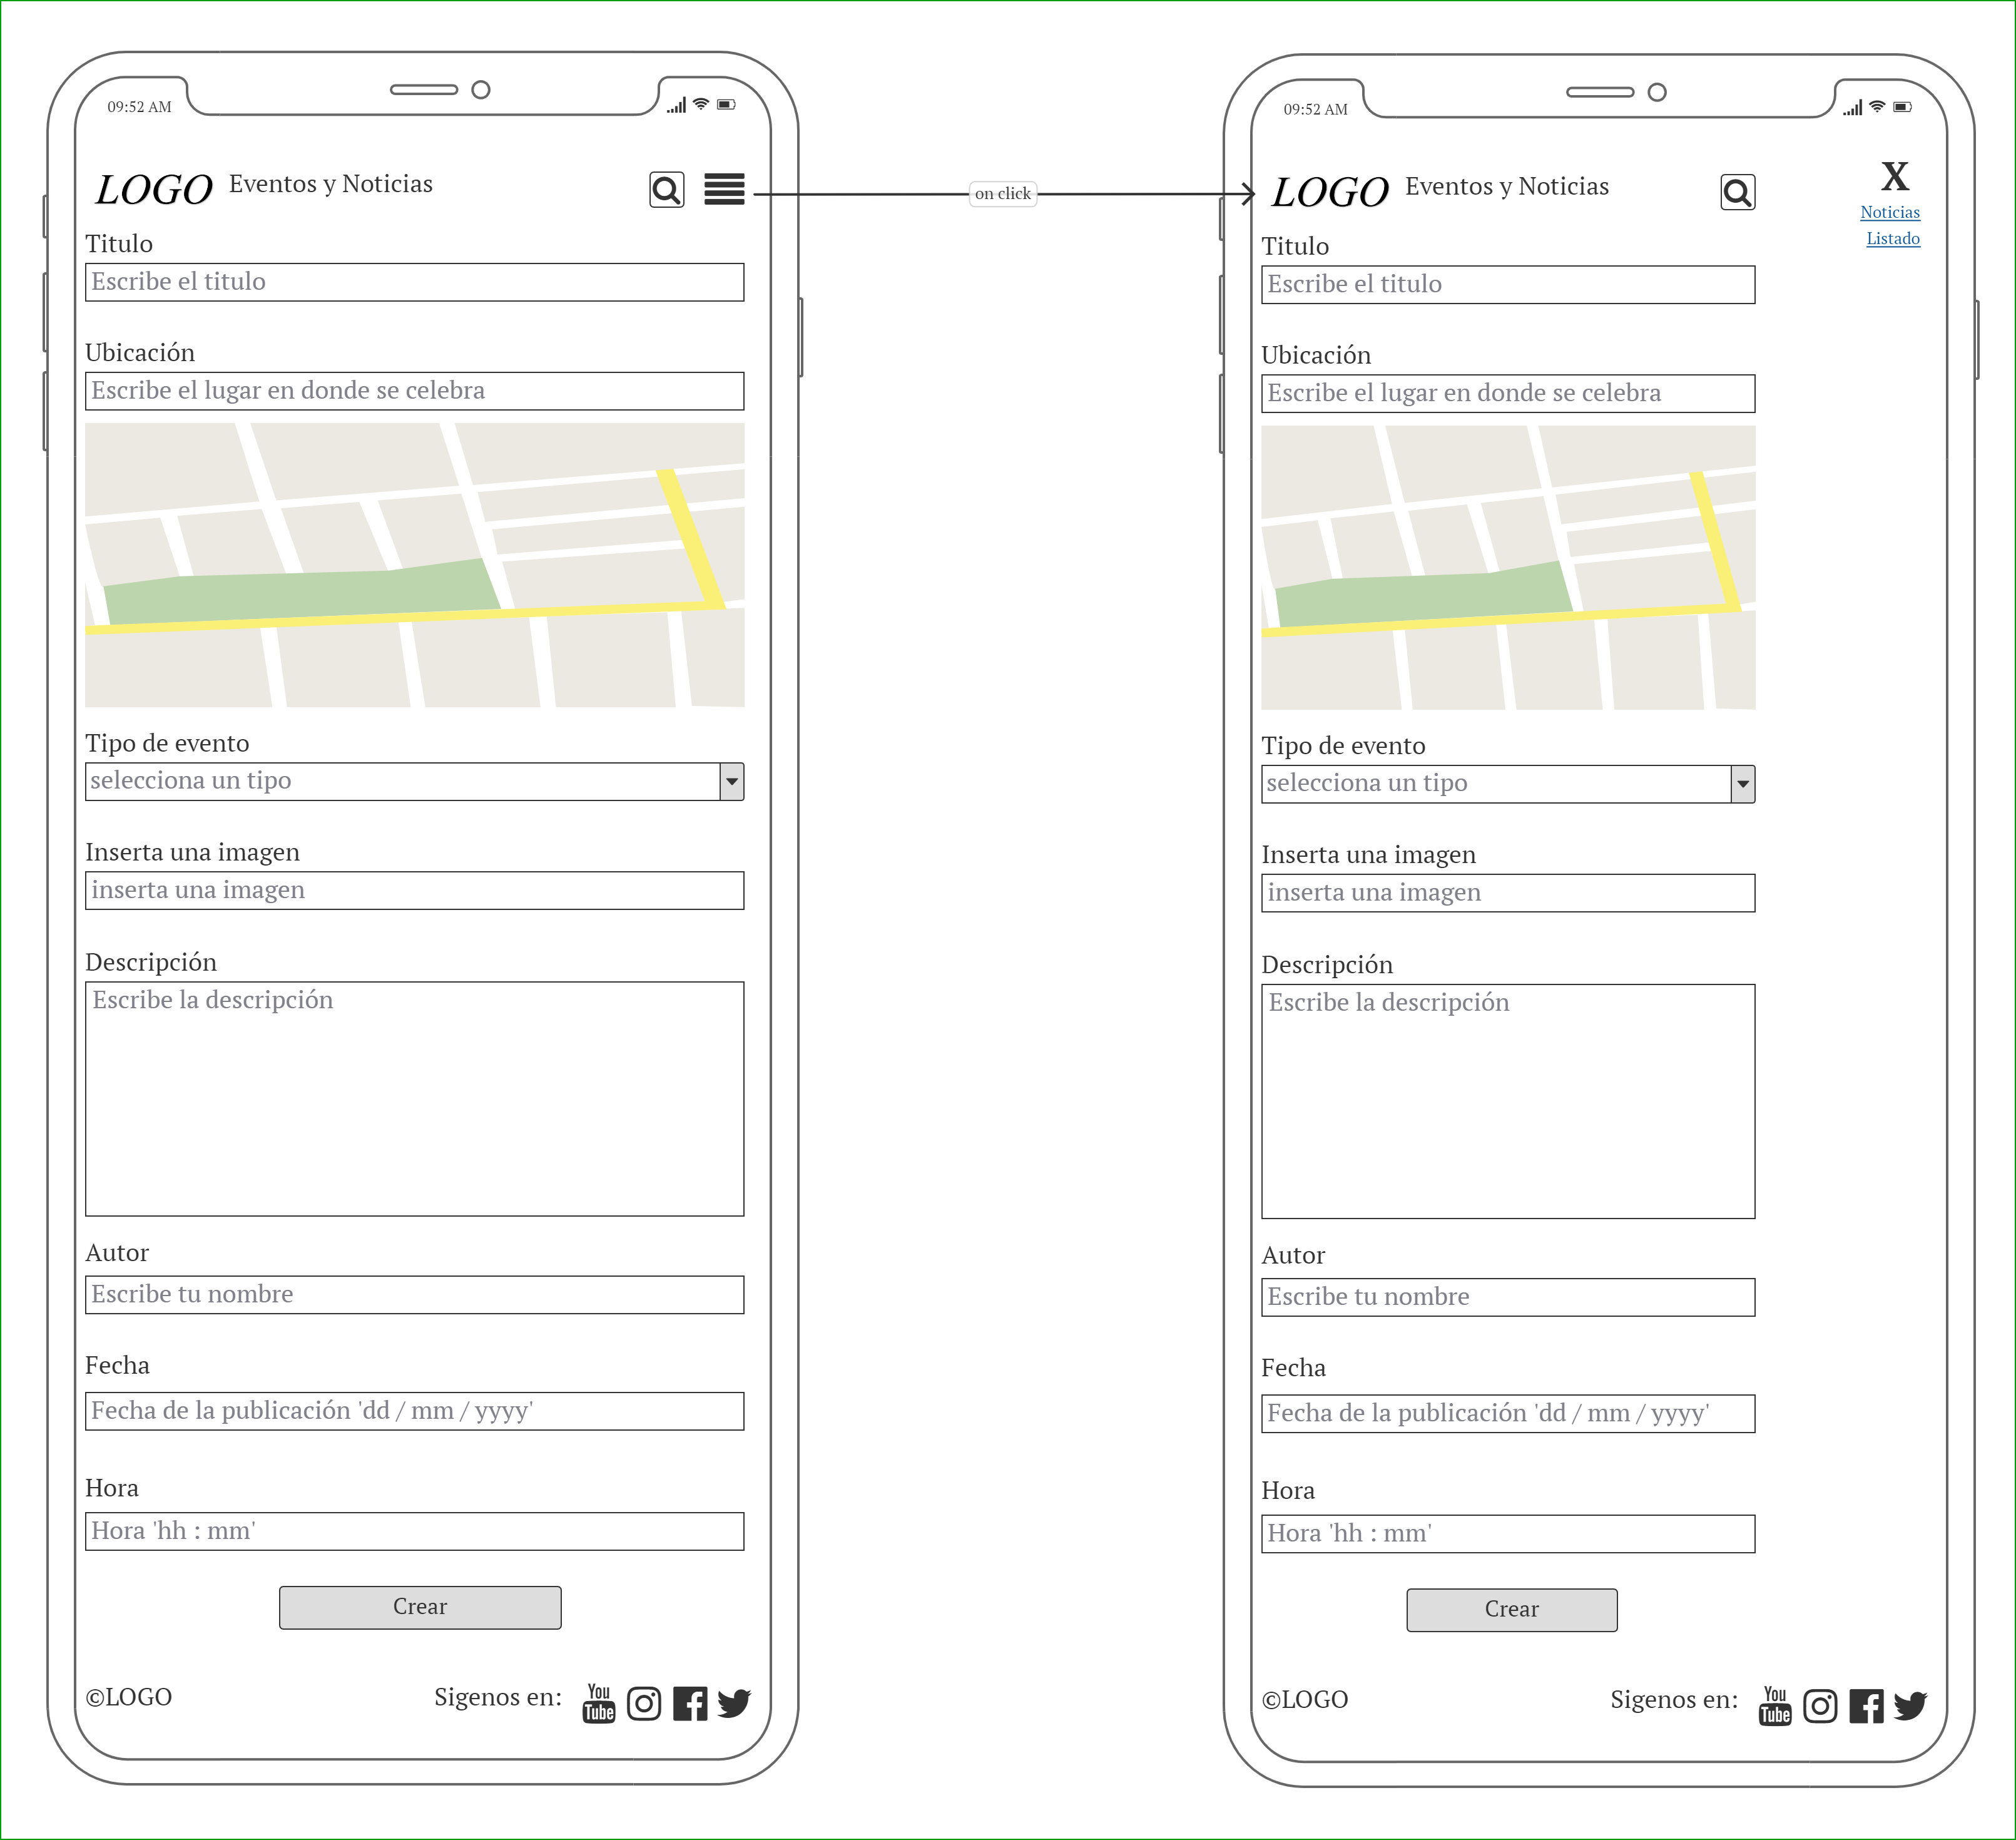 09:52 AM
LOGO Eventos y Noticias
Titulo
Escribe el titulo
Ubicación
Escribe el lugar en donde se celebra
Tipo de evento
selecciona un tipo
Inserta una imagen
inserta una imagen
Descripción
Escribe la descripción
Autor
Escribe tu nombre
Fecha
Fecha de la publicación 'dd / mm / yyyy'
Hora
Hora 'hh : mm'
Crear
©LOGO Sigenos en: You Tube
on click
09:52 AM
LOGO Eventos y Noticias X
Noticias
Listado
Titulo
Escribe el titulo
Ubicación
Escribe el lugar en donde se celebra
Tipo de evento
selecciona un tipo
Inserta una imagen
inserta una imagen
Descripción
Escribe la descripción
Autor
Escribe tu nombre
Fecha
Fecha de la publicación 'dd / mm / yyyy'
Hora
Hora 'hh : mm'
Crear
©LOGO Sigenos en: You Tube